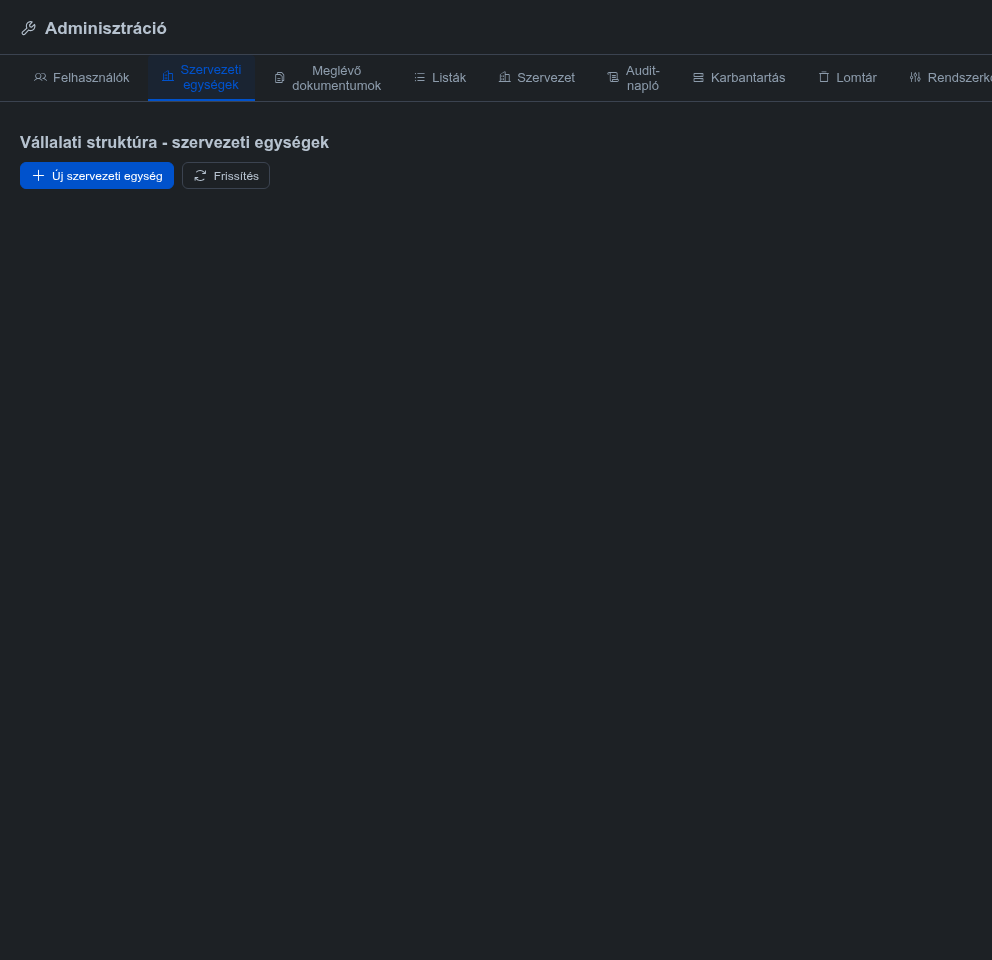 Adminisztráció
Felhasználók
Szervezeti
egységek
Meglévő
dokumentumok
Listák
Szervezet
Audit-
napló
Karbantartás
Lomtár
Vállalati struktúra - szervezeti egységek
Új szervezeti egység
Frissítés